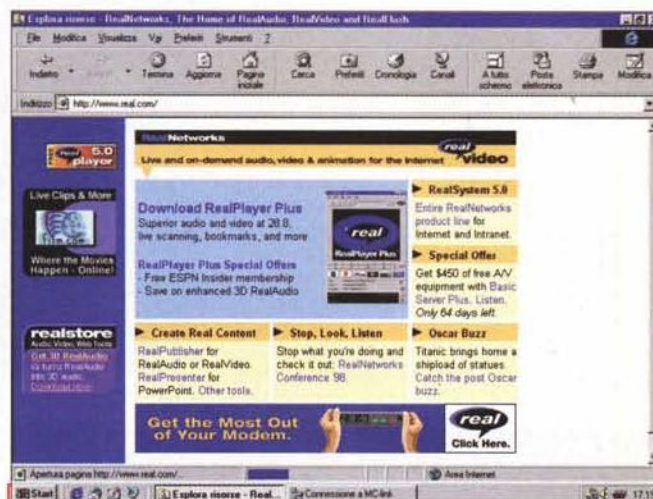 Esplora risorse - RealNetworks, The Home of RealAudio, RealVideo and RealFlash
File Modifica Visualizza Vai Preferiti Strumenti ?
Indietro Termina Aggiorna Pagina iniziale Cerca Preferiti Cronologia Canali A tutto schermo Posta elettronica Stampa Modifica
Indirizzo http://www.real.com/
FREE real 5.0 player
Live Clips & More
film.com
Where the Movies
Happen - Online!
realstore
Audio, Video, Web Tools
Get 3D RealAudio
Download now
RealNetworks
Live and on-demand audio, video & animation for the Internet
real video
Download RealPlayer Plus
Superior audio and video at 28.8,
live scanning, bookmarks, and more
RealPlayer Plus Special Offers
- Free ESPN Insider membership
- Save on enhanced 3D RealAudio
real
RealPlayer Plus
RealSystem 5.0
Entire RealNetworks
product line for
Internet and Intranet.
Special Offer
Get $450 of free A/V
equipment with Basic
Server Plus. Listen.
Only 64 days left.
Create Real Content
RealPublisher for
RealAudio or RealVideo.
RealPresenter for
PowerPoint. Other tools.
Stop, Look, Listen
Stop what you're doing and
check it out: RealNetworks
Conference '98.
Oscar Buzz
Titanic brings home a
shipload of statues.
Catch the post Oscar
buzz.
Get the Most Out
Of Your Modem.
real
Click Here.
Apertura pagina http://www.real.com/...
Area Internet
Start
Esplora risorse - Real...
Connessione a MC-link